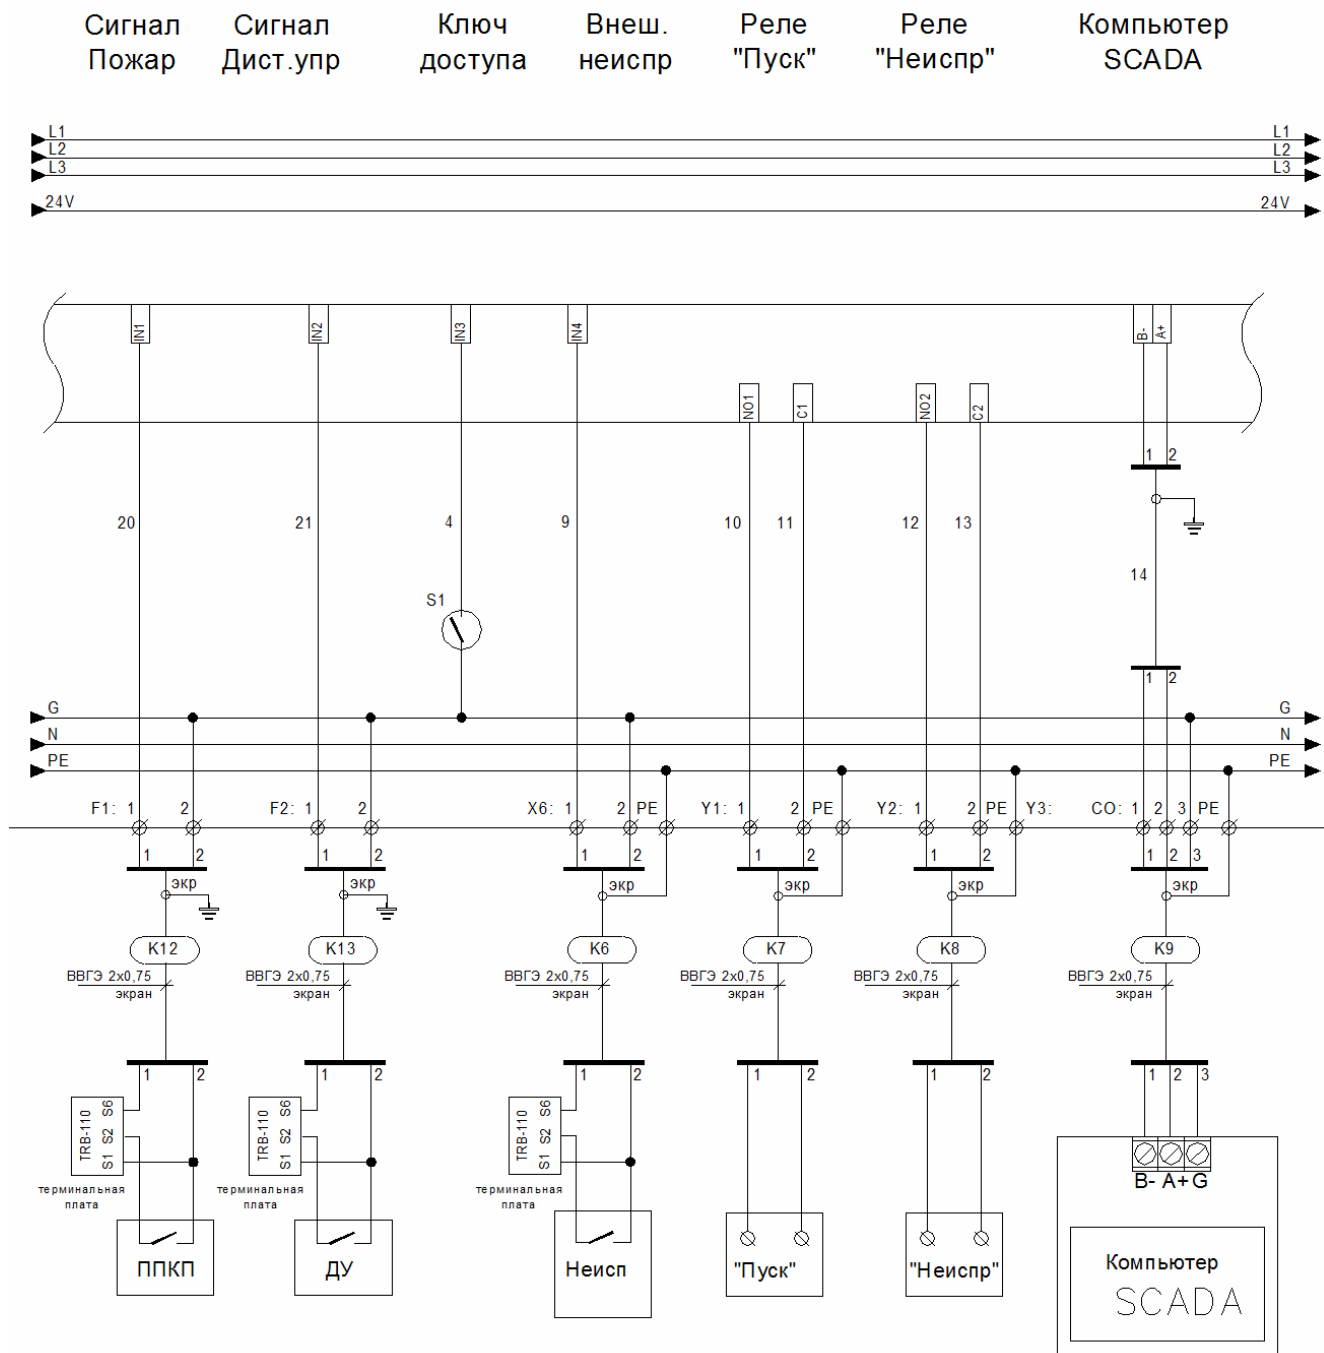 Сигнал Сигнал Ключ Внеш. Реле Реле Компьютер
Пожар Дист.упр доступа неиспр "Пуск" "Неиспр" SCADA
L1 L1
L2 L2
L3 L3
24V 24V
IN1 IN2 IN3 IN4 B- A+
NO1 C1 NO2 C2
1 2
20 21 4 9 10 11 12 13
14
S1
1 2
G G
N N
PE PE
F1: 1 2 F2: 1 2 X6: 1 2 PE Y1: 1 2 PE Y2: 1 2 PE Y3: CO: 1 2 3 PE
1 2 1 2 1 2 1 2 1 2 1 2 3
экр экр экр экр экр экр
K12 K13 K6 K7 K8 K9
ВВГЭ 2x0,75 ВВГЭ 2x0,75 ВВГЭ 2x0,75 ВВГЭ 2x0,75 ВВГЭ 2x0,75 ВВГЭ 2x0,75
экран экран экран экран экран экран
1 2 1 2 1 2 1 2 1 2 1 2 3
TRB-110 S1 S2 S6 TRB-110 S1 S2 S6 TRB-110 S1 S2 S6
B- A+ G
терминальная терминальная терминальная
плата плата плата
ППКП ДУ Неисп "Пуск" "Неиспр" Компьютер
SCADA